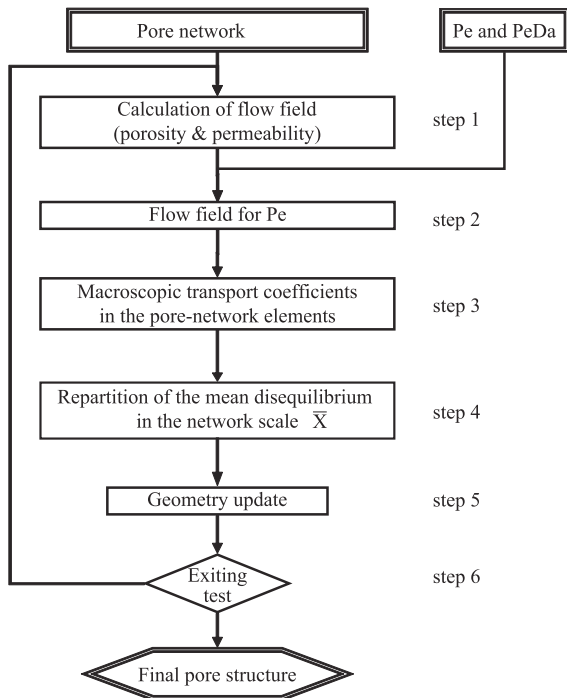 Pore network
Pe and PeDa
Calculation of flow field
(porosity & permeability)
step 1
Flow field for Pe
step 2
Macroscopic transport coefficients
in the pore-network elements
step 3
Repartition of the mean disequilibrium
in the network scale X̅
step 4
Geometry update
step 5
Exiting
test
step 6
Final pore structure